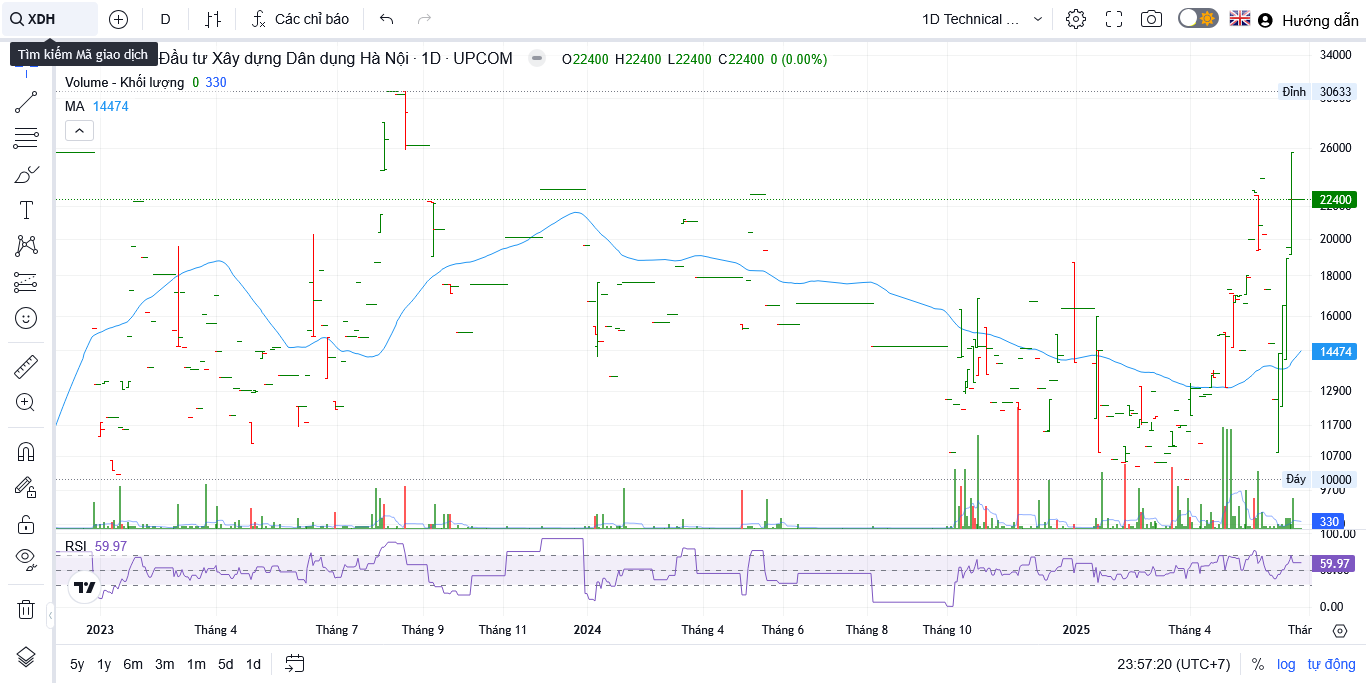 XDH
D
Các chỉ báo
1D Technical ...
Hướng dẫn
Tìm kiếm Mã giao dịch
Đầu tư Xây dựng Dân dụng Hà Nội · 1D · UPCOM
O22400 H22400 L22400 C22400 0 (0.00%)
Volume - Khối lượng 0 330
MA 14474
34000
Đỉnh 30633
26000
22400
20000
18000
16000
14474
12900
11700
10700
Đáy 10000
9700
330
100.00
RSI 59.97
59.97
0.00
2023
Tháng 4
Tháng 7
Tháng 9
Tháng 11
2024
Tháng 4
Tháng 6
Tháng 8
Tháng 10
2025
Tháng 4
Thár
5y 1y 6m 3m 1m 5d 1d
23:57:20 (UTC+7)
% log tự động